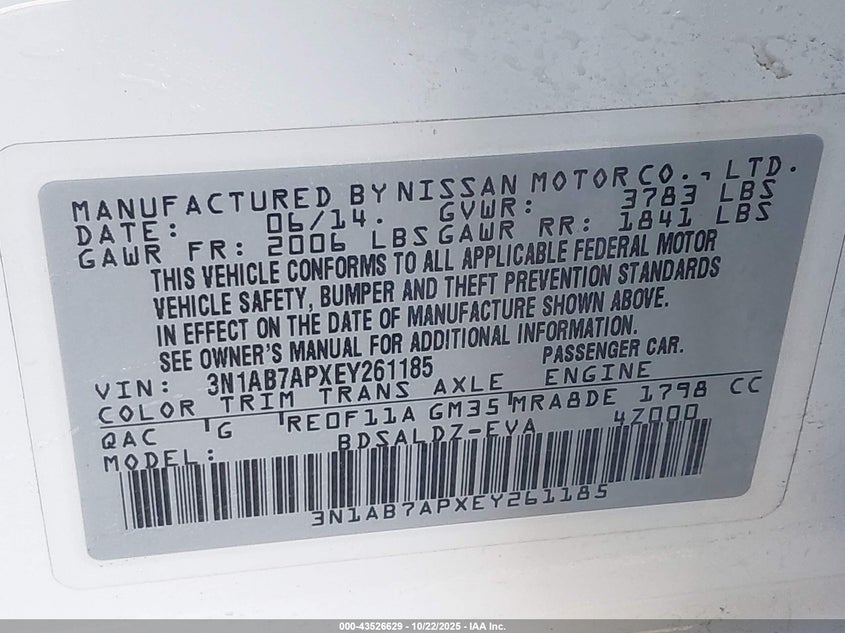 MANUFACTURED BY NISSAN MOTOR CO., LTD.
DATE: 06/14. GVWR: 3783 LBS
GAWR FR: 2006 LBS GAWR RR: 1841 LBS
THIS VEHICLE CONFORMS TO ALL APPLICABLE FEDERAL MOTOR
VEHICLE SAFETY, BUMPER AND THEFT PREVENTION STANDARDS
IN EFFECT ON THE DATE OF MANUFACTURE SHOWN ABOVE.
SEE OWNER'S MANUAL FOR ADDITIONAL INFORMATION.
VIN: 3N1AB7APXEY261185 PASSENGER CAR.
COLOR TRIM TRANS AXLE ENGINE
QAC G RE0F11A GM35 MRA8DE 1798 CC
MODEL: BDSALDZ-EVA 4Z000
3N1AB7APXEY261185
000-43526629 - 10/22/2025 - IAA Inc.